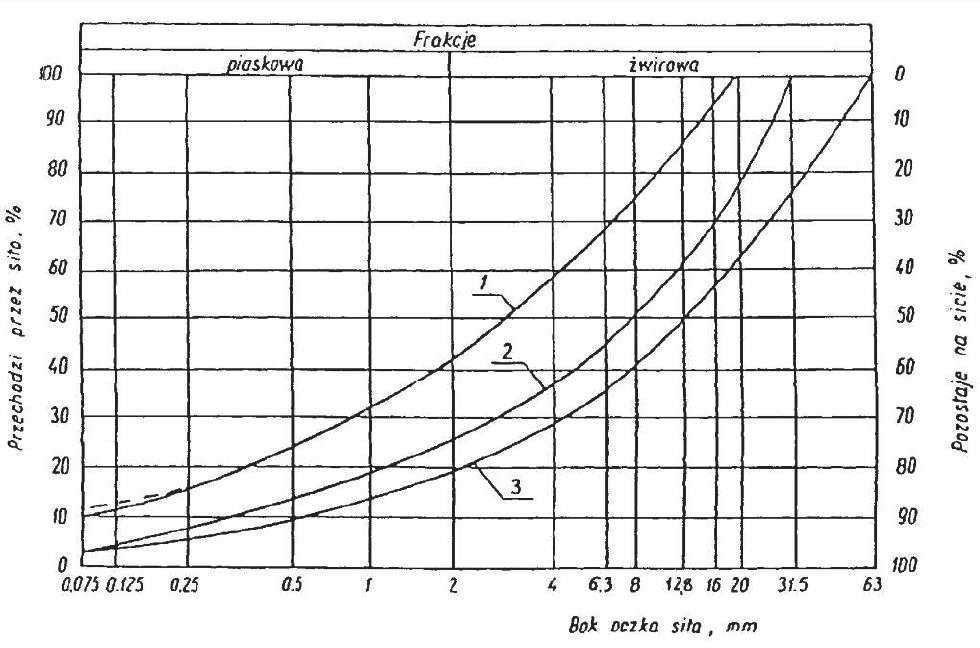 Frakcje
piaskowa żwirowa
100 0
90 10
80 20
70 30
60 40
50 50
40 60
30 70
20 80
10 90
0 100
1
2
3
0,075 0.125 0.25 0.5 1 2 4 6,3 8 12,8 16 20 31.5 63
Bok oczka sita, mm
Przechodzi przez sito, %
Pozostaje na sicie, %